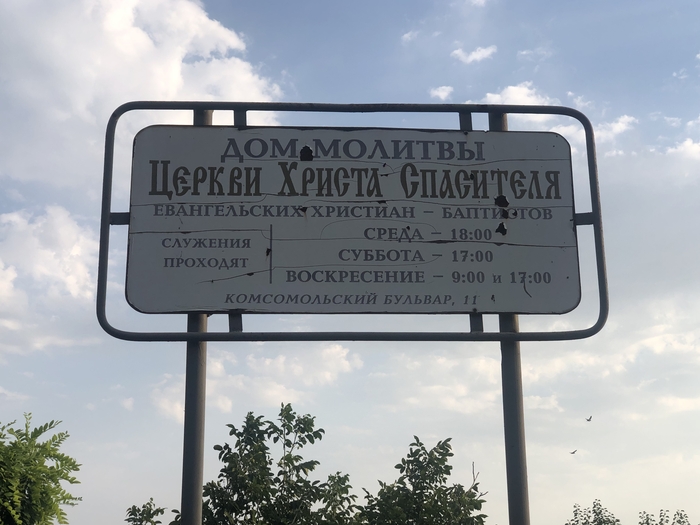 ДОМ МОЛИТВЫ
ЦЕРКВИ ХРИСТА СПАСИТЕЛЯ
ЕВАНГЕЛЬСКИХ ХРИСТИАН – БАПТИСТОВ
СЛУЖЕНИЯ
ПРОХОДЯТ
СРЕДА – 18:00
СУББОТА – 17:00
ВОСКРЕСЕНИЕ – 9:00 и 17:00
КОМСОМОЛЬСКИЙ БУЛЬВАР, 11